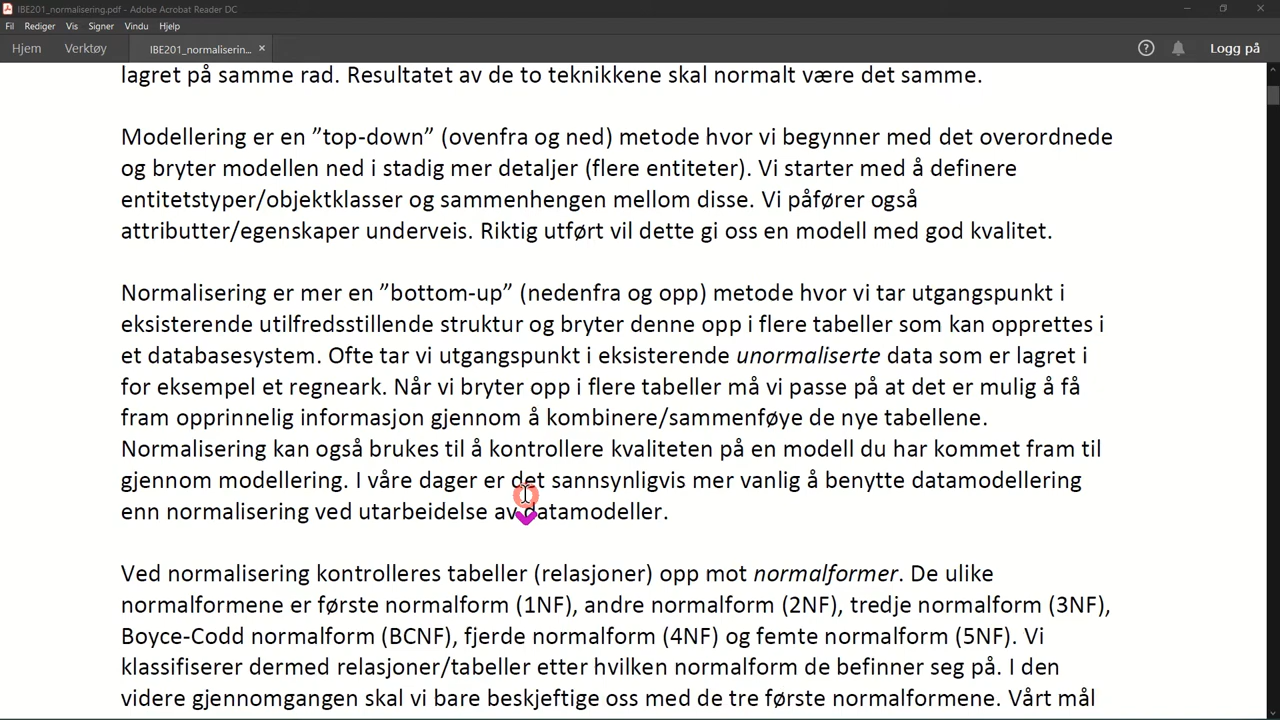 IBE201_normalisering.pdf - Adobe Acrobat Reader DC
Fil Rediger Vis Signer Vindu Hjelp
Hjem Verktøy IBE201_normaliserin... × Logg på
lagret på samme rad. Resultatet av de to teknikkene skal normalt være det samme.
Modellering er en ”top-down” (ovenfra og ned) metode hvor vi begynner med det overordnede
og bryter modellen ned i stadig mer detaljer (flere entiteter). Vi starter med å definere
entitetstyper/objektklasser og sammenhengen mellom disse. Vi påfører også
attributter/egenskaper underveis. Riktig utført vil dette gi oss en modell med god kvalitet.
Normalisering er mer en ”bottom-up” (nedenfra og opp) metode hvor vi tar utgangspunkt i
eksisterende utilfredsstillende struktur og bryter denne opp i flere tabeller som kan opprettes i
et databasesystem. Ofte tar vi utgangspunkt i eksisterende unormaliserte data som er lagret i
for eksempel et regneark. Når vi bryter opp i flere tabeller må vi passe på at det er mulig å få
fram opprinnelig informasjon gjennom å kombinere/sammenføye de nye tabellene.
Normalisering kan også brukes til å kontrollere kvaliteten på en modell du har kommet fram til
gjennom modellering. I våre dager er det sannsynligvis mer vanlig å benytte datamodellering
enn normalisering ved utarbeidelse av datamodeller.
Ved normalisering kontrolleres tabeller (relasjoner) opp mot normalformer. De ulike
normalformene er første normalform (1NF), andre normalform (2NF), tredje normalform (3NF),
Boyce-Codd normalform (BCNF), fjerde normalform (4NF) og femte normalform (5NF). Vi
klassifiserer dermed relasjoner/tabeller etter hvilken normalform de befinner seg på. I den
videre gjennomgangen skal vi bare beskjeftige oss med de tre første normalformene. Vårt mål